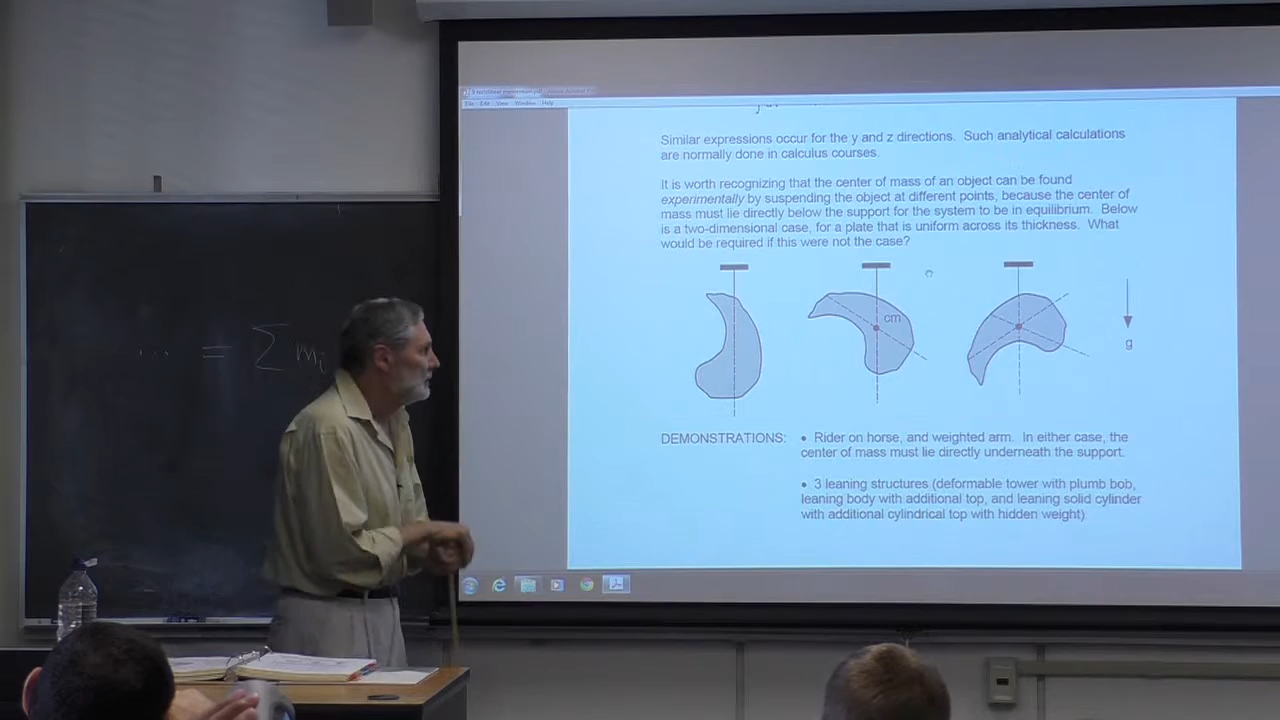 File Edit View Window Help
Similar expressions occur for the y and z directions. Such analytical calculations
are normally done in calculus courses.
It is worth recognizing that the center of mass of an object can be found
experimentally by suspending the object at different points, because the center of
mass must lie directly below the support for the system to be in equilibrium. Below
is a two-dimensional case, for a plate that is uniform across its thickness. What
would be required if this were not the case?
cm
g
DEMONSTRATIONS: • Rider on horse, and weighted arm. In either case, the
center of mass must lie directly underneath the support.
• 3 leaning structures (deformable tower with plumb bob,
leaning body with additional top, and leaning solid cylinder
with additional cylindrical top with hidden weight)
... = Σ mi